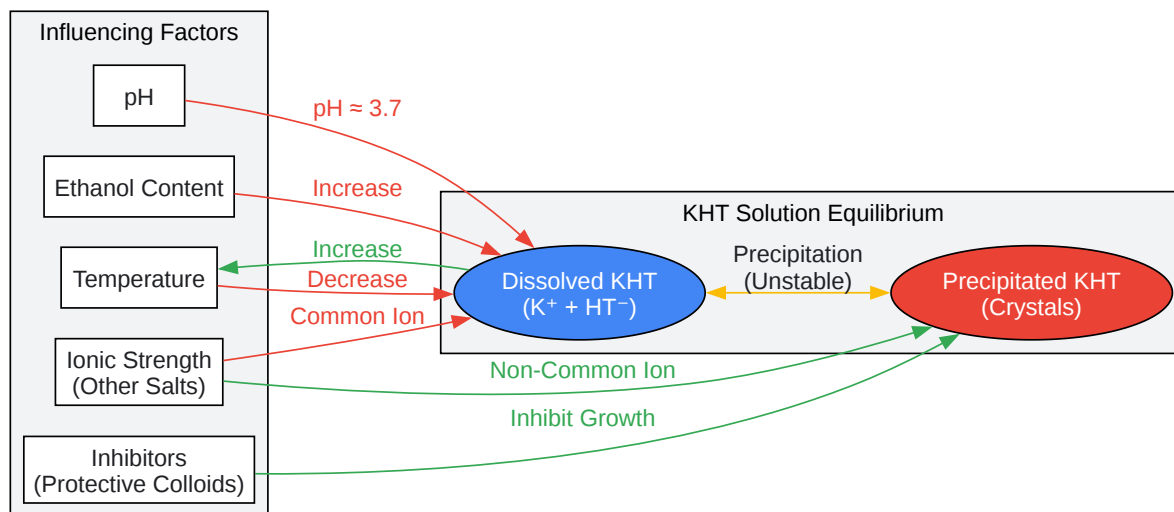 Influencing Factors
pH
pH ≈ 3.7
Ethanol Content
Increase
KHT Solution Equilibrium
Increase
Temperature
Decrease
Dissolved KHT
(K⁺ + HT⁻)
Precipitation
(Unstable)
Precipitated KHT
(Crystals)
Common Ion
Ionic Strength
(Other Salts)
Non-Common Ion
Inhibit Growth
Inhibitors
(Protective Colloids)